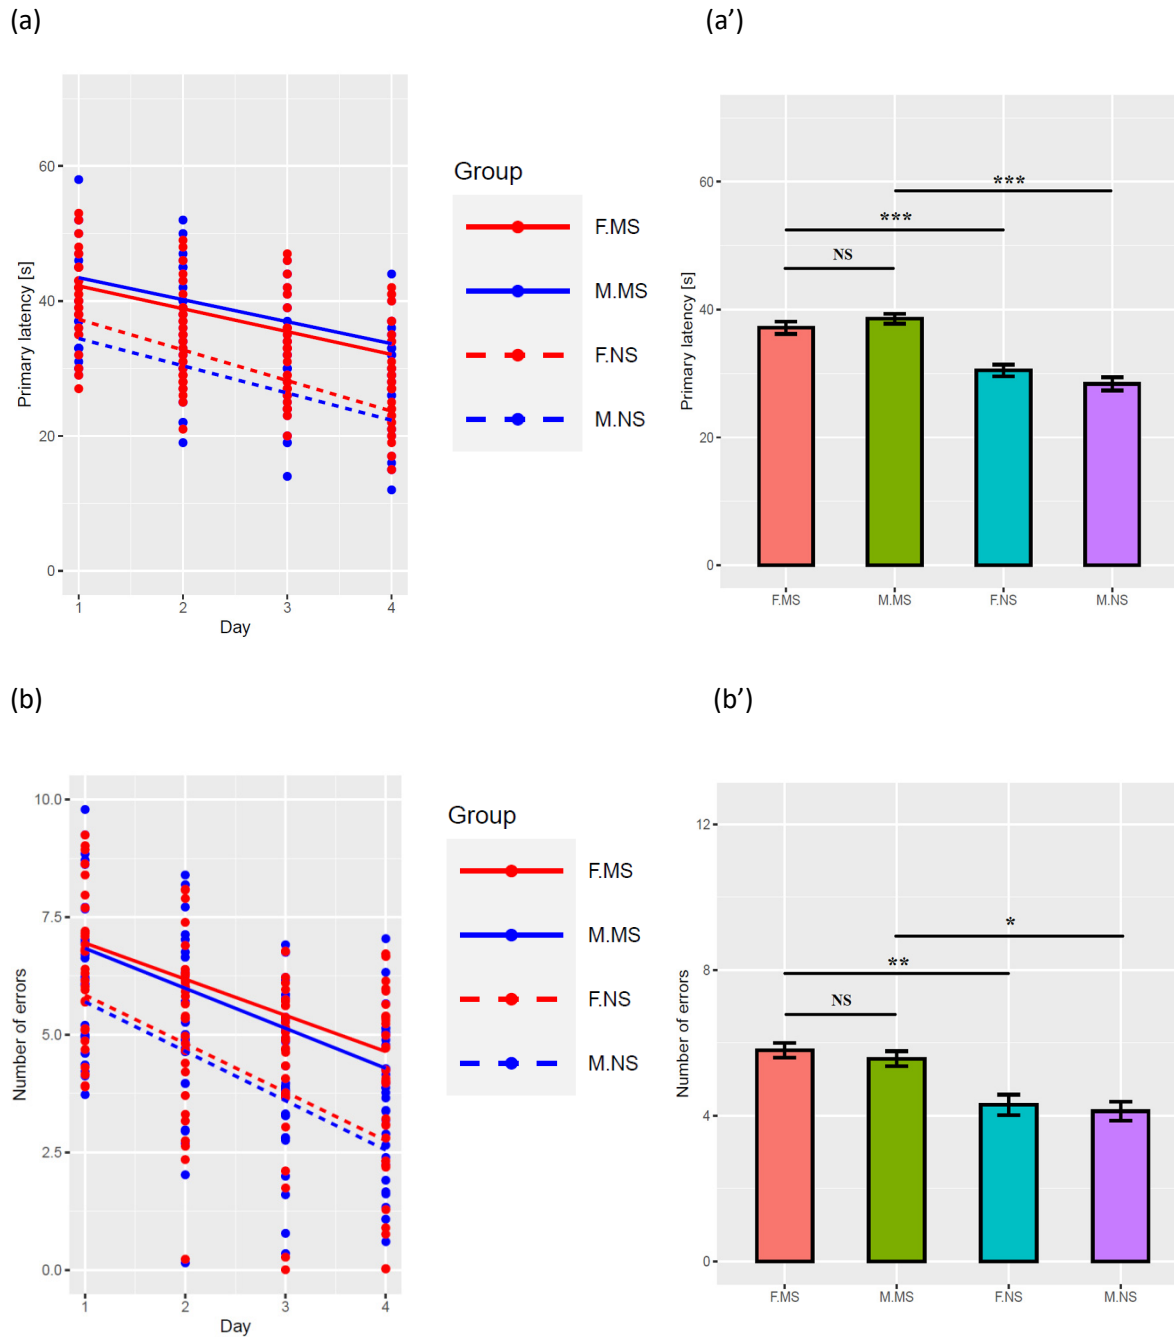 (a)
Primary latency [s]
60
40
20
0
1 2 3 4
Day
Group
F.MS
M.MS
F.NS
M.NS
(a’)
Primary latency [s]
60
40
20
0
***
***
NS
F.MS M.MS F.NS M.NS
(b)
Number of errors
10.0
7.5
5.0
2.5
0.0
1 2 3 4
Day
Group
F.MS
M.MS
F.NS
M.NS
(b’)
Number of errors
12
8
4
0
*
**
NS
F.MS M.MS F.NS M.NS